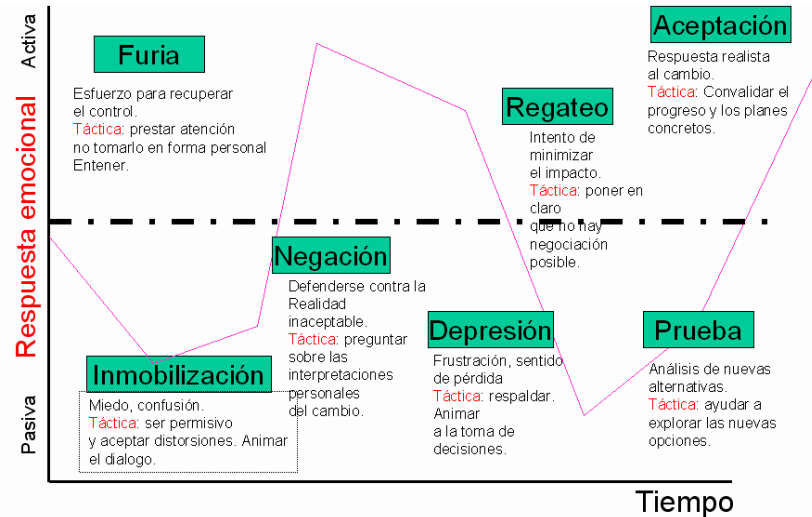 Activa
Respuesta emocional
Pasiva
Furia
Esfuerzo para recuperar
el control.
Táctica: prestar atención
no tomarlo en forma personal
Entener.
Aceptación
Respuesta realista
al cambio.
Táctica: Convalidar el
progreso y los planes
concretos.
Regateo
Intento de
minimizar
el impacto.
Táctica: poner en
claro
que no hay
negociación
posible.
Negación
Defenderse contra la
Realidad
inaceptable.
Táctica: preguntar
sobre las
interpretaciones
personales
del cambio.
Depresión
Frustración, sentido
de pérdida
Táctica: respaldar.
Animar
a la toma de
decisiones.
Prueba
Análisis de nuevas
alternativas.
Táctica: ayudar a
explorar las nuevas
opciones.
Inmobilización
Miedo, confusión.
Táctica: ser permisivo
y aceptar distorsiones. Animar
el dialogo.
Tiempo